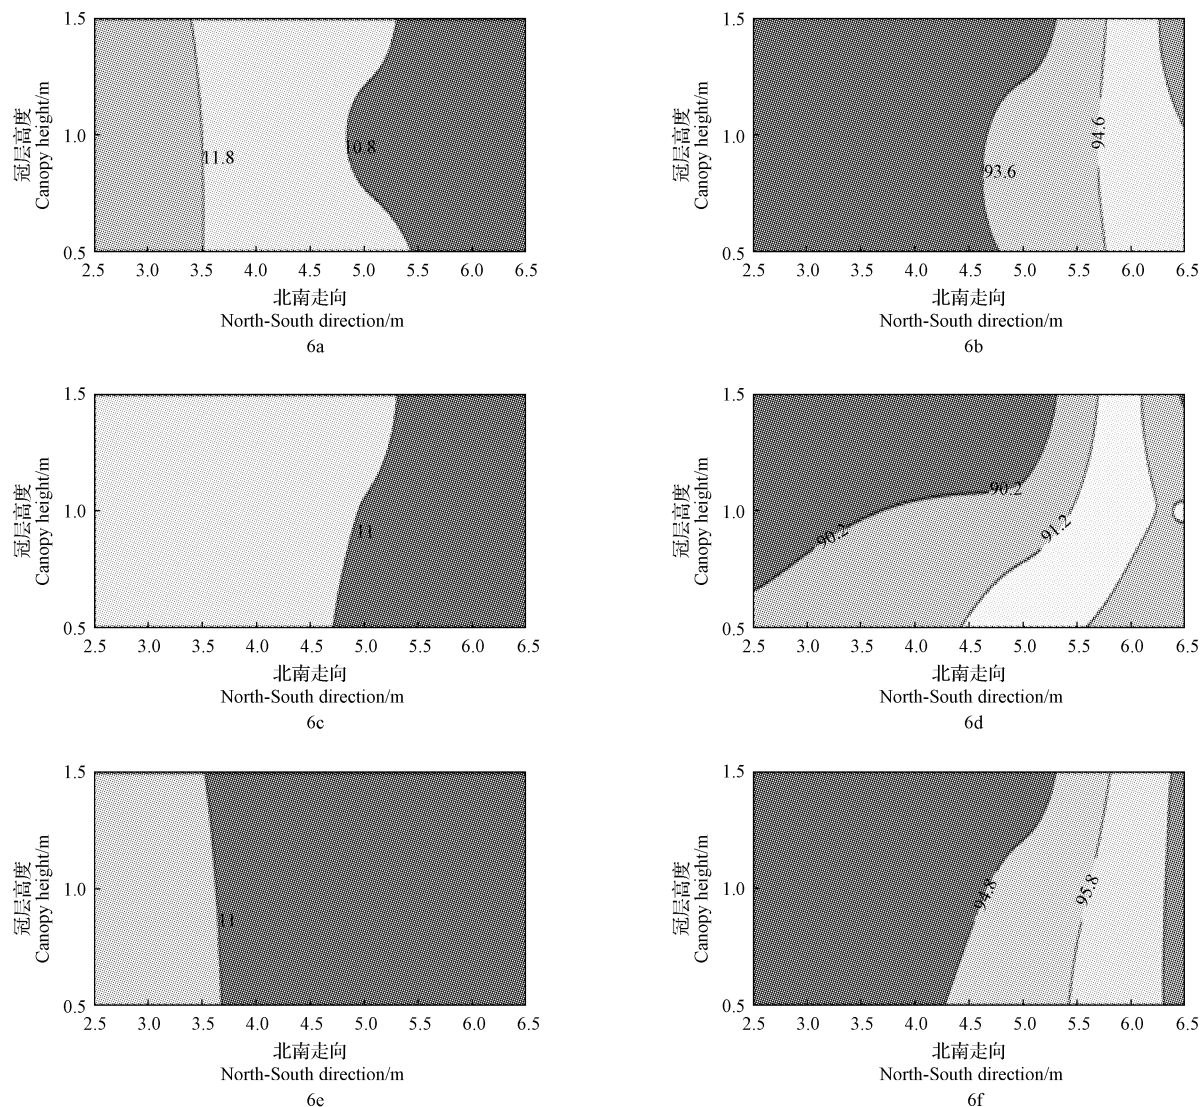 1.5
1.0
0.5
冠层高度
Canopy height/m
11.8
10.8
2.5 3.0 3.5 4.0 4.5 5.0 5.5 6.0 6.5
北南走向
North-South direction/m
6a
1.5
1.0
0.5
冠层高度
Canopy height/m
93.6
94.6
2.5 3.0 3.5 4.0 4.5 5.0 5.5 6.0 6.5
北南走向
North-South direction/m
6b
1.5
1.0
0.5
冠层高度
Canopy height/m
11
2.5 3.0 3.5 4.0 4.5 5.0 5.5 6.0 6.5
北南走向
North-South direction/m
6c
1.5
1.0
0.5
冠层高度
Canopy height/m
90.2
90.2
91.2
2.5 3.0 3.5 4.0 4.5 5.0 5.5 6.0 6.5
北南走向
North-South direction/m
6d
1.5
1.0
0.5
冠层高度
Canopy height/m
11
2.5 3.0 3.5 4.0 4.5 5.0 5.5 6.0 6.5
北南走向
North-South direction/m
6e
1.5
1.0
0.5
冠层高度
Canopy height/m
94.8
95.8
2.5 3.0 3.5 4.0 4.5 5.0 5.5 6.0 6.5
北南走向
North-South direction/m
6f